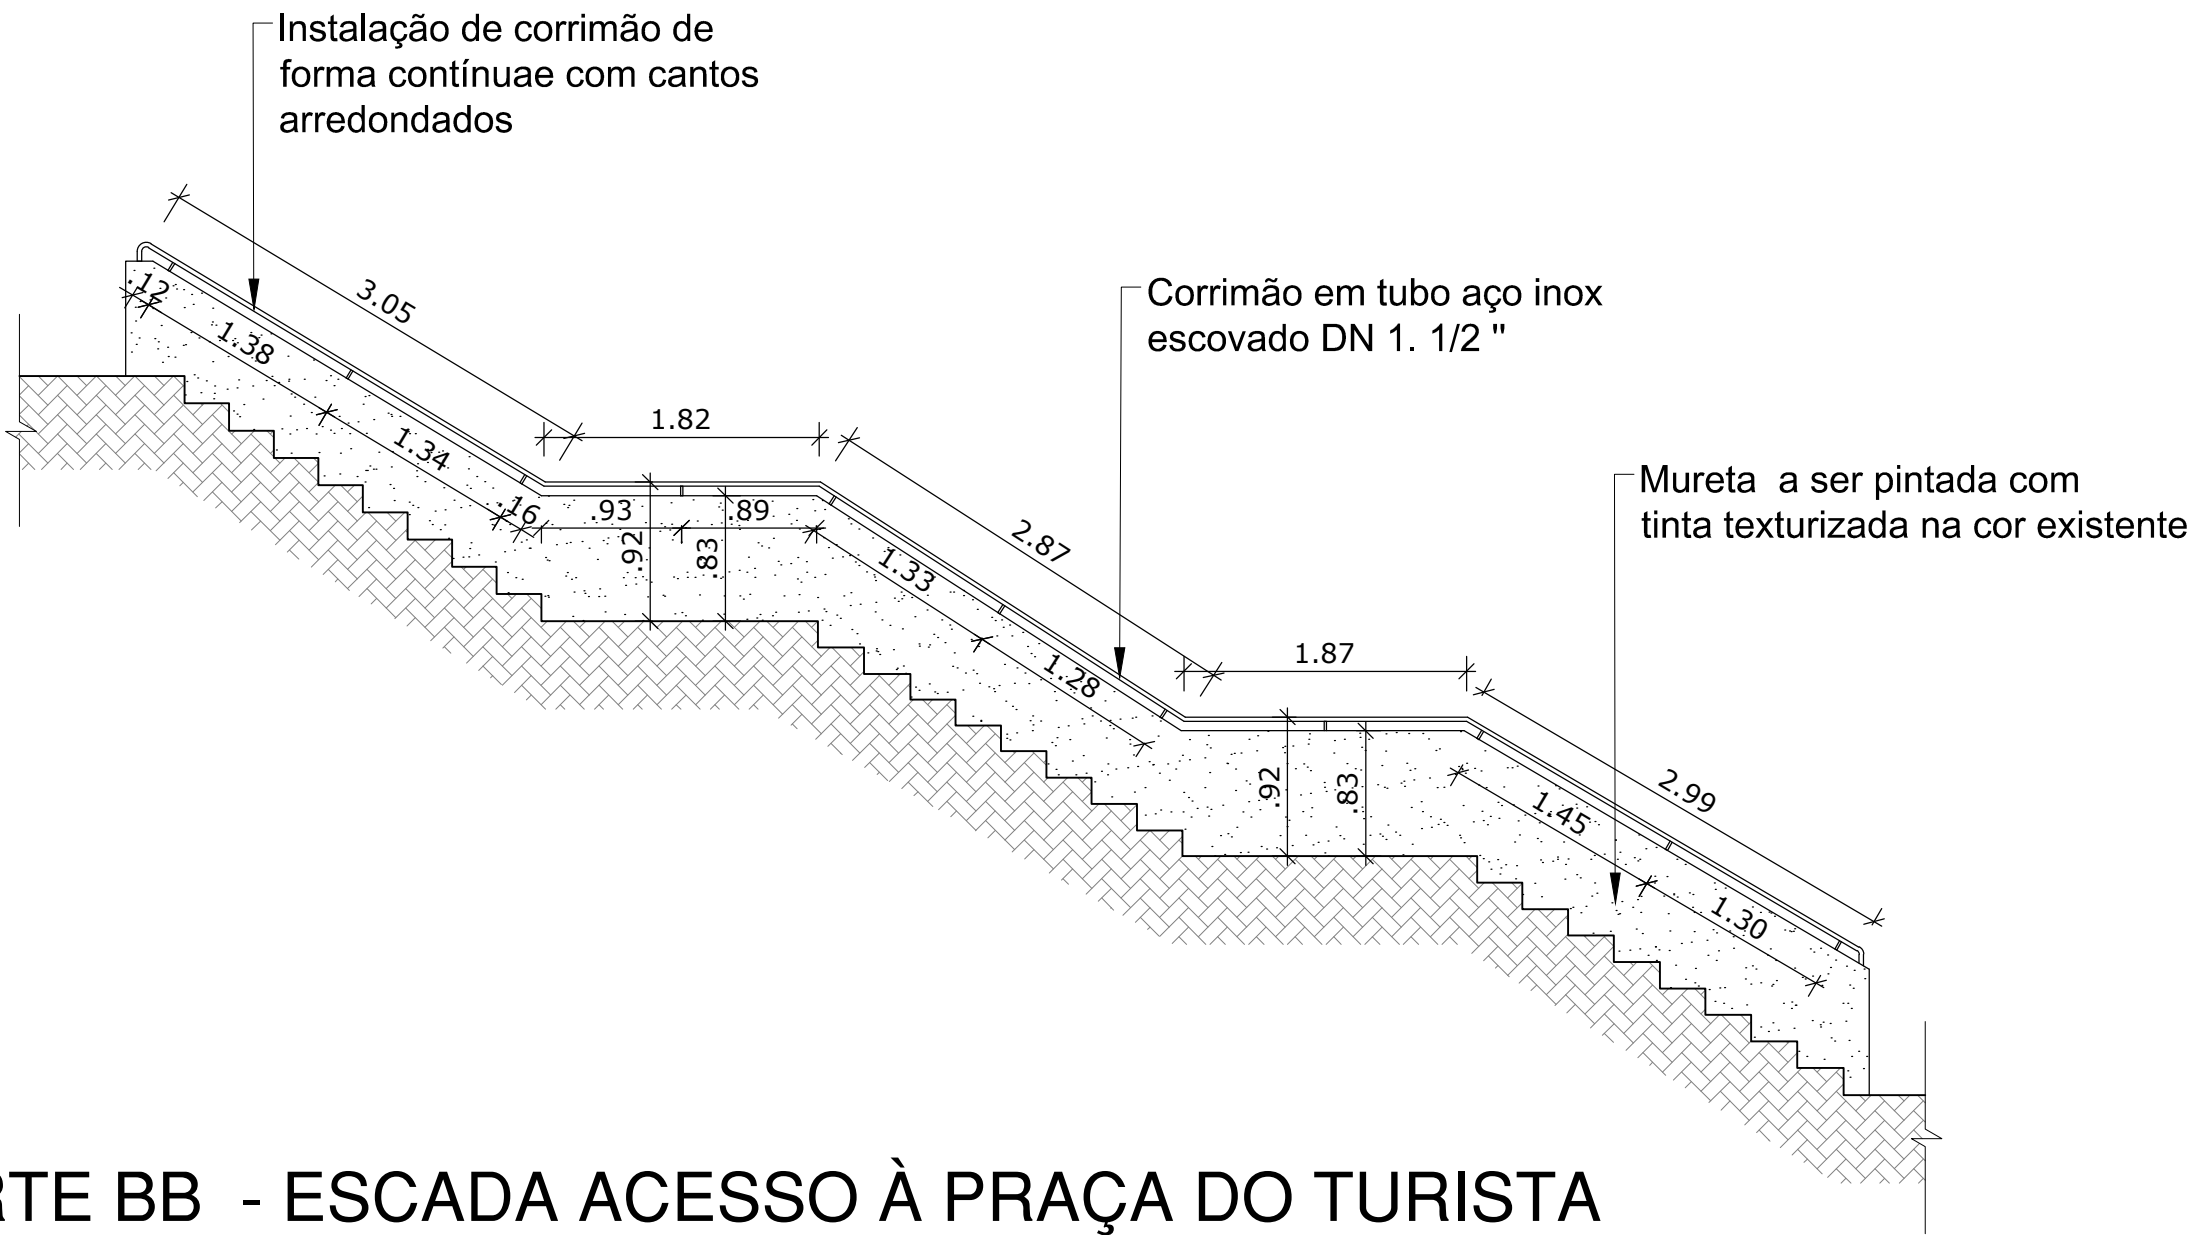 Instalação de corrimão de
forma contínuae com cantos
arredondados
3.05
.12
1.38
1.34
.16
1.82
.93
.89
.92
.83
Corrimão em tubo aço inox
escovado DN 1. 1/2 "
2.87
1.33
1.28
1.87
.92
.83
Mureta  a ser pintada com
tinta texturizada na cor existente
2.99
1.45
1.30
RTE BB  - ESCADA ACESSO À PRAÇA DO TURISTA